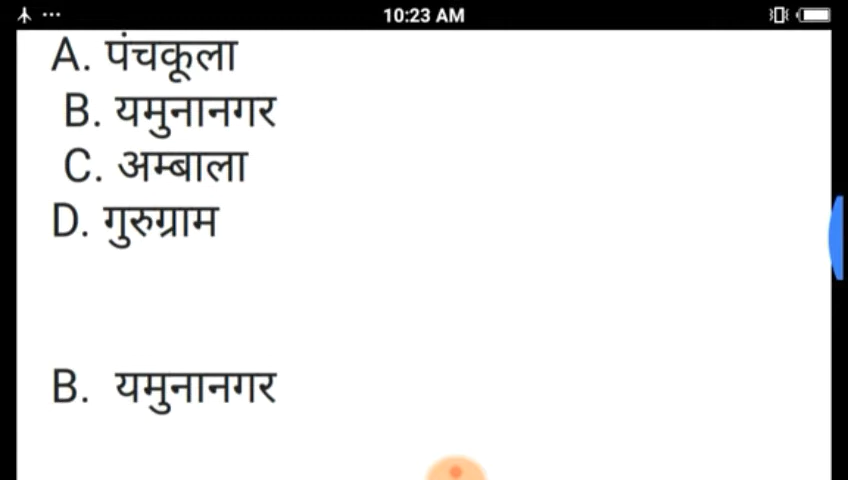 10:23 AM
A. पंचकूला
B. यमुनानगर
C. अम्बाला
D. गुरुग्राम
B. यमुनानगर